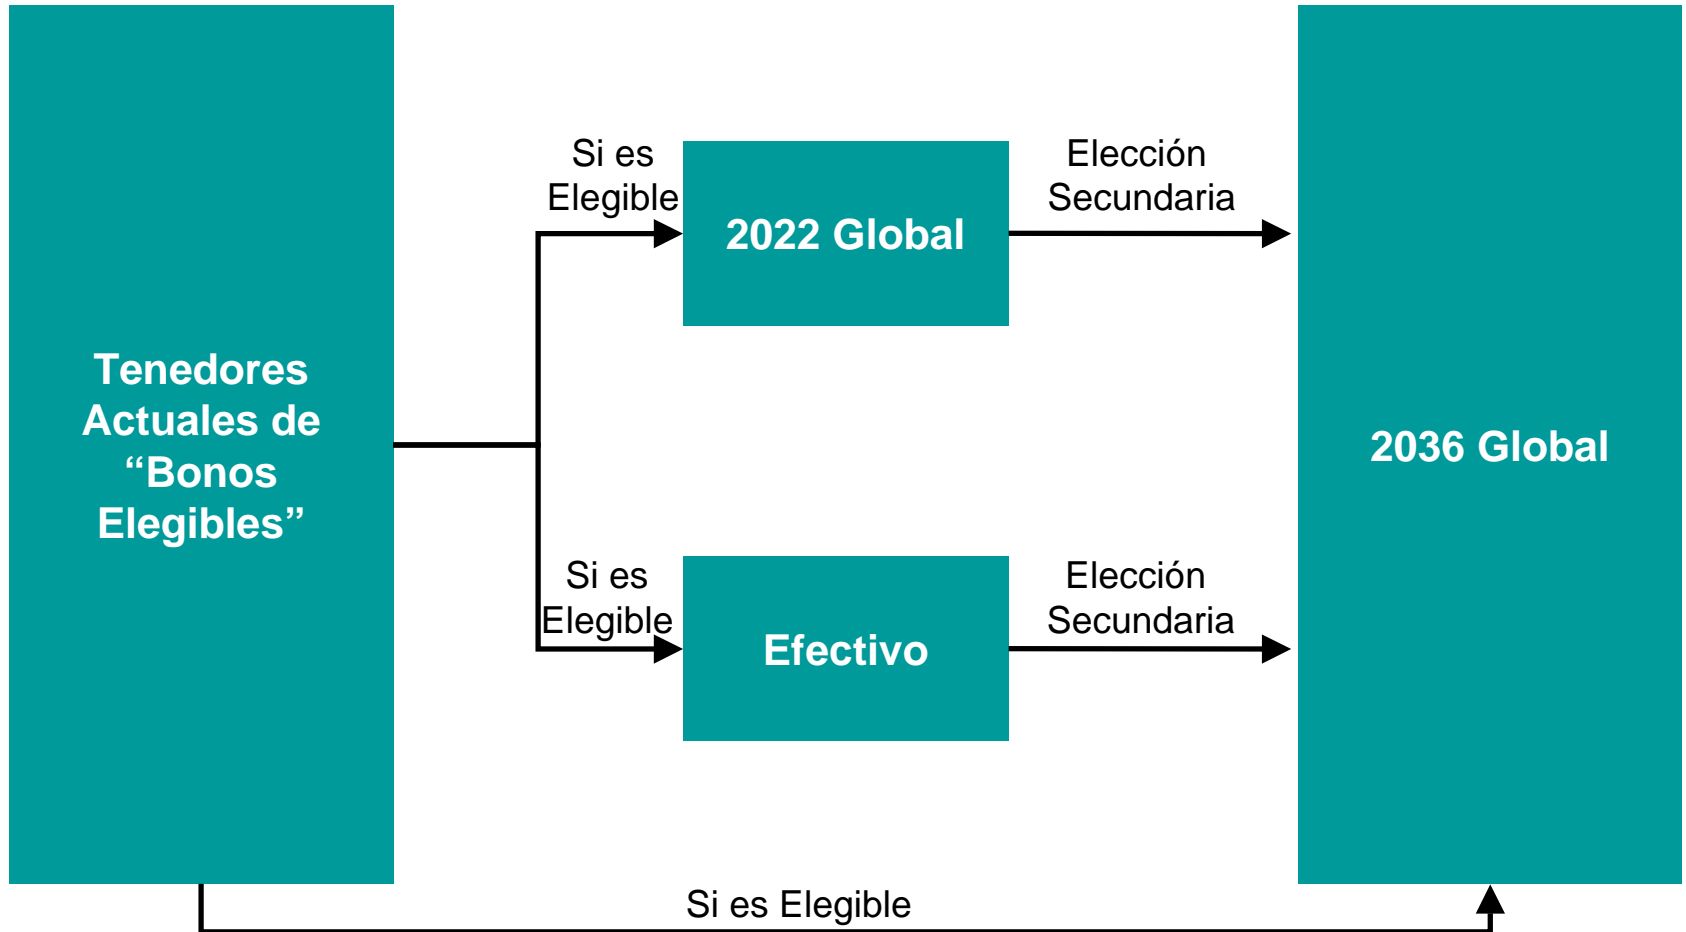 Tenedores
Actuales de
“Bonos
Elegibles”
Si es
Elegible
2022 Global
Elección
Secundaria
Si es
Elegible
Efectivo
Elección
Secundaria
2036 Global
Si es Elegible